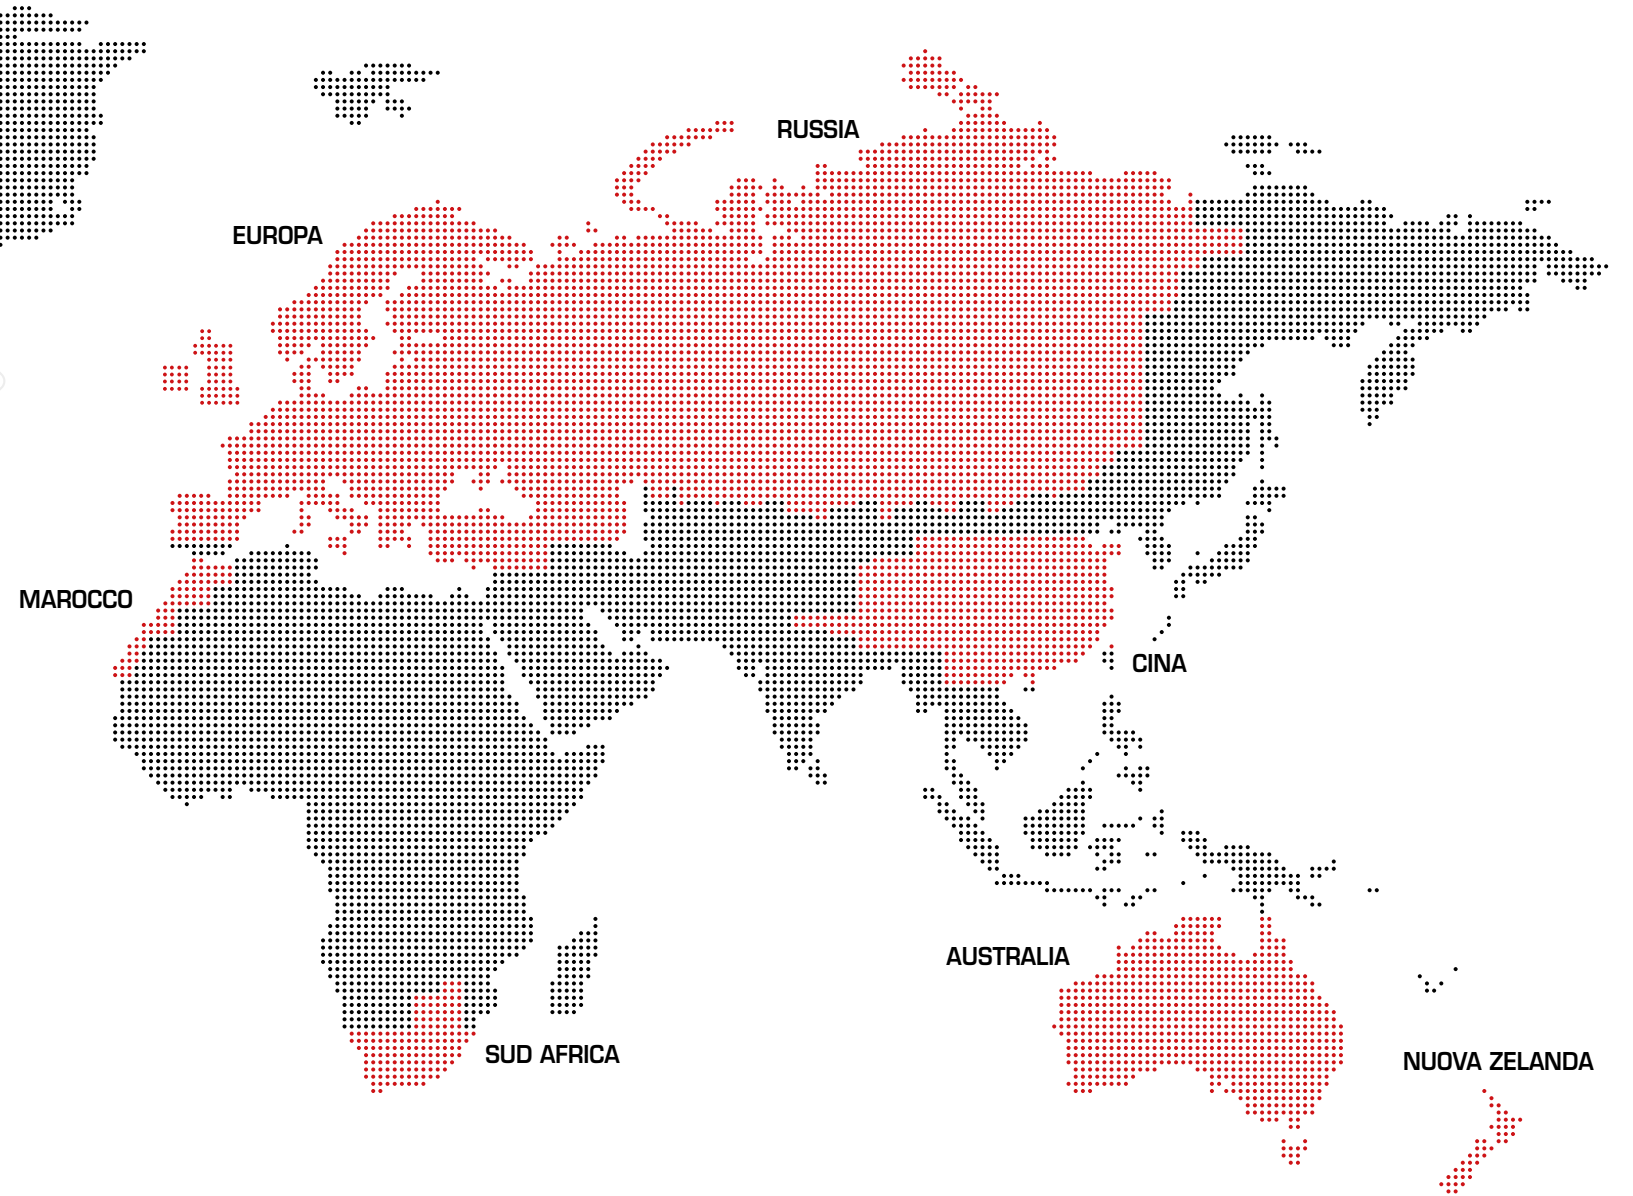 RUSSIA
EUROPA
MAROCCO
CINA
AUSTRALIA
SUD AFRICA
NUOVA ZELANDA